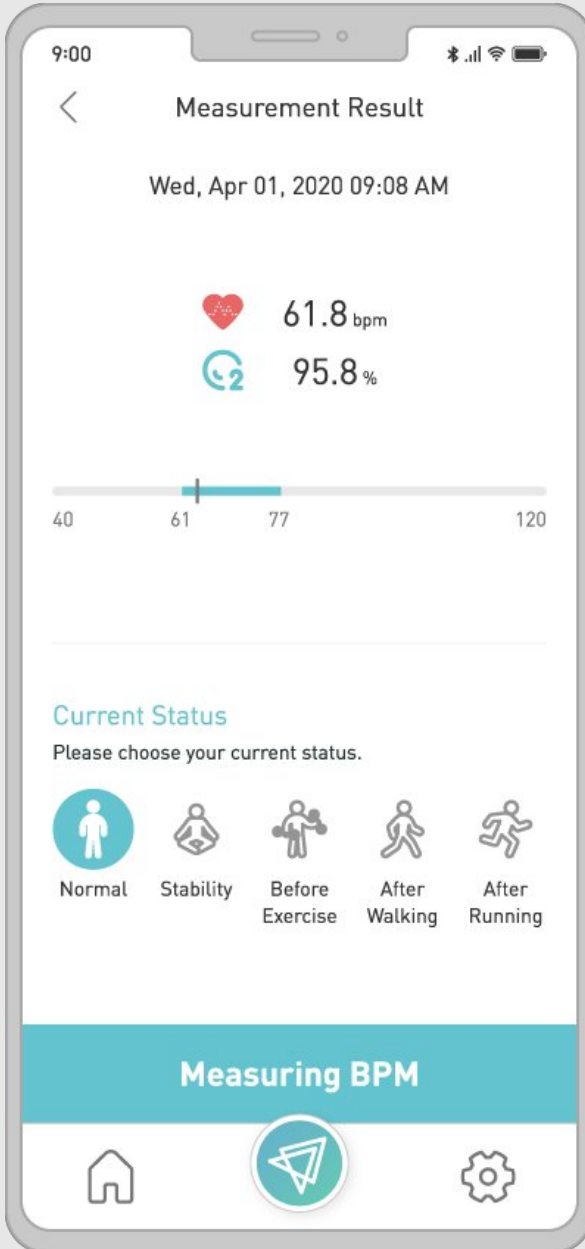 9:00
Measurement Result
Wed, Apr 01, 2020 09:08 AM
61.8 bpm
2 95.8 %
40 61 77 120
Current Status
Please choose your current status.
Normal Stability Before Exercise After Walking After Running
Measuring BPM